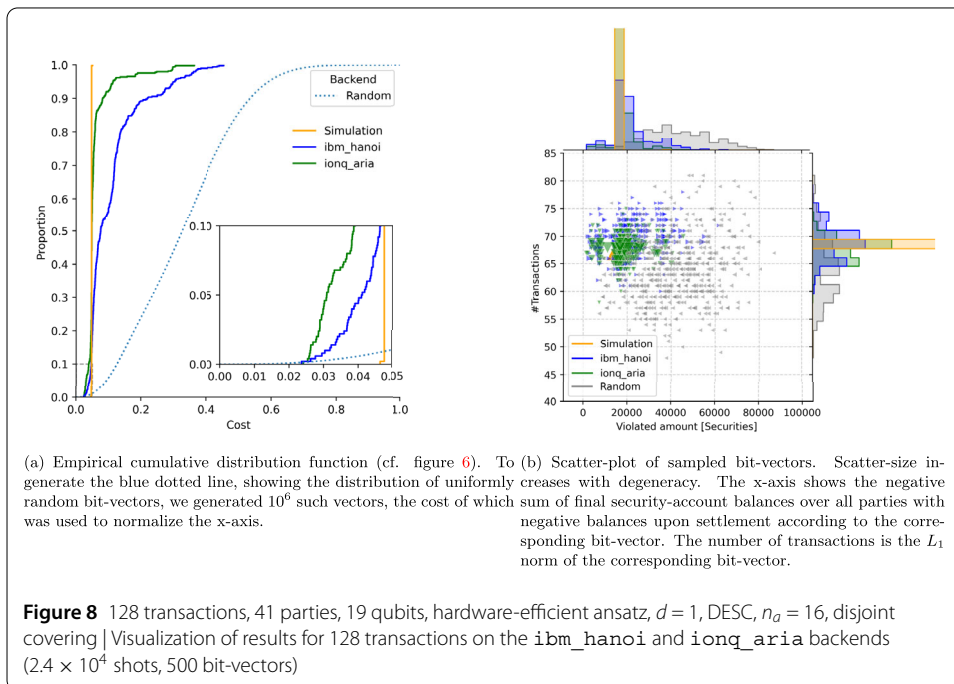 1.0
0.9
0.8
0.7
0.6
0.5
0.4
0.3
0.2
0.1
0.0
Proportion
0.0 0.2 0.4 0.6 0.8 1.0
Cost
Backend
Random
Simulation
ibm_hanoi
ionq_aria
0.10
0.05
0.00
0.00 0.01 0.02 0.03 0.04 0.05
85
80
75
70
65
60
55
50
45
40
#Transactions
0 20000 40000 60000 80000 100000
Violated amount [Securities]
Simulation
ibm_hanoi
ionq_aria
Random
(a) Empirical cumulative distribution function (cf. figure 6). To
generate the blue dotted line, showing the distribution of uniformly
random bit-vectors, we generated 10⁶ such vectors, the cost of which
was used to normalize the x-axis.
(b) Scatter-plot of sampled bit-vectors. Scatter-size in-
creases with degeneracy. The x-axis shows the negative
sum of final security-account balances over all parties with
negative balances upon settlement according to the corre-
sponding bit-vector. The number of transactions is the L₁
norm of the corresponding bit-vector.
Figure 8 128 transactions, 41 parties, 19 qubits, hardware-efficient ansatz, d = 1, DESC, nₐ = 16, disjoint
covering | Visualization of results for 128 transactions on the ibm_hanoi and ionq_aria backends
(2.4 × 10⁴ shots, 500 bit-vectors)